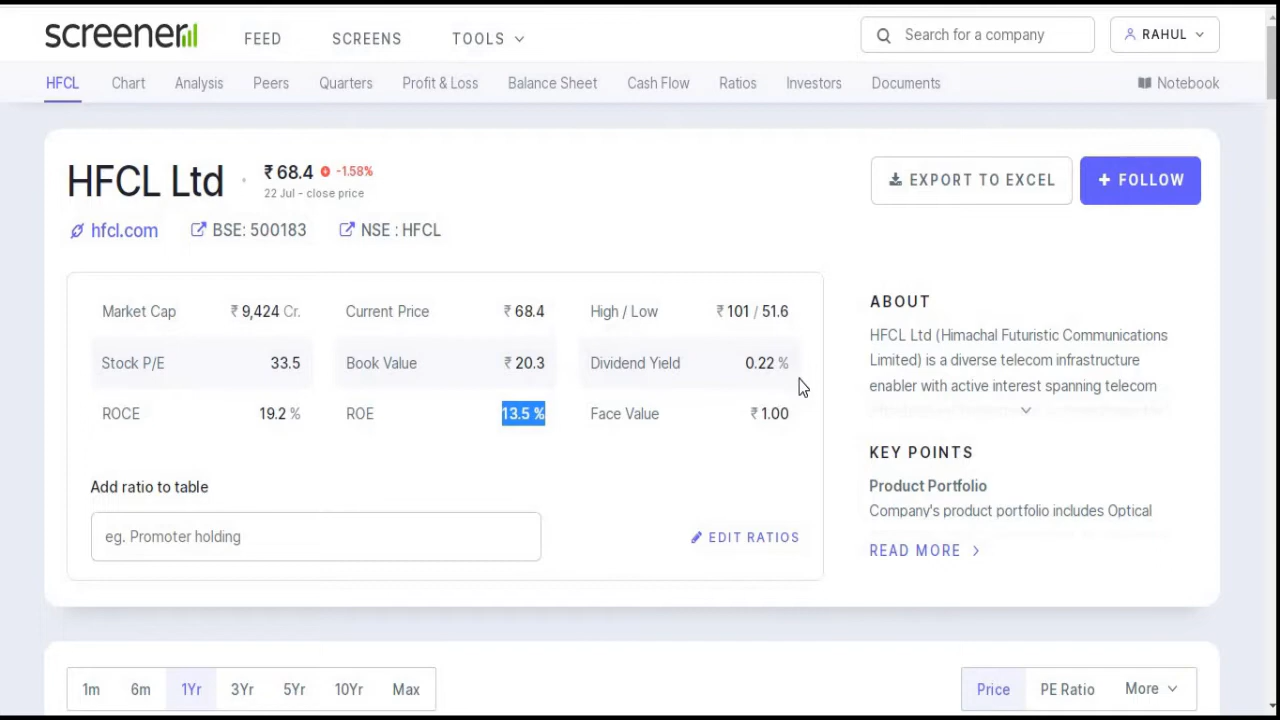 screener FEED SCREENS TOOLS Search for a company RAHUL
HFCL Chart Analysis Peers Quarters Profit & Loss Balance Sheet Cash Flow Ratios Investors Documents Notebook
HFCL Ltd · ₹ 68.4 -1.58%
22 Jul - close price
EXPORT TO EXCEL + FOLLOW
hfcl.com BSE: 500183 NSE : HFCL
Market Cap ₹ 9,424 Cr. Current Price ₹ 68.4 High / Low ₹ 101 / 51.6
Stock P/E 33.5 Book Value ₹ 20.3 Dividend Yield 0.22 %
ROCE 19.2 % ROE 13.5 % Face Value ₹ 1.00
Add ratio to table
eg. Promoter holding EDIT RATIOS
ABOUT
HFCL Ltd (Himachal Futuristic Communications
Limited) is a diverse telecom infrastructure
enabler with active interest spanning telecom
KEY POINTS
Product Portfolio
Company's product portfolio includes Optical
READ MORE
1m 6m 1Yr 3Yr 5Yr 10Yr Max Price PE Ratio More